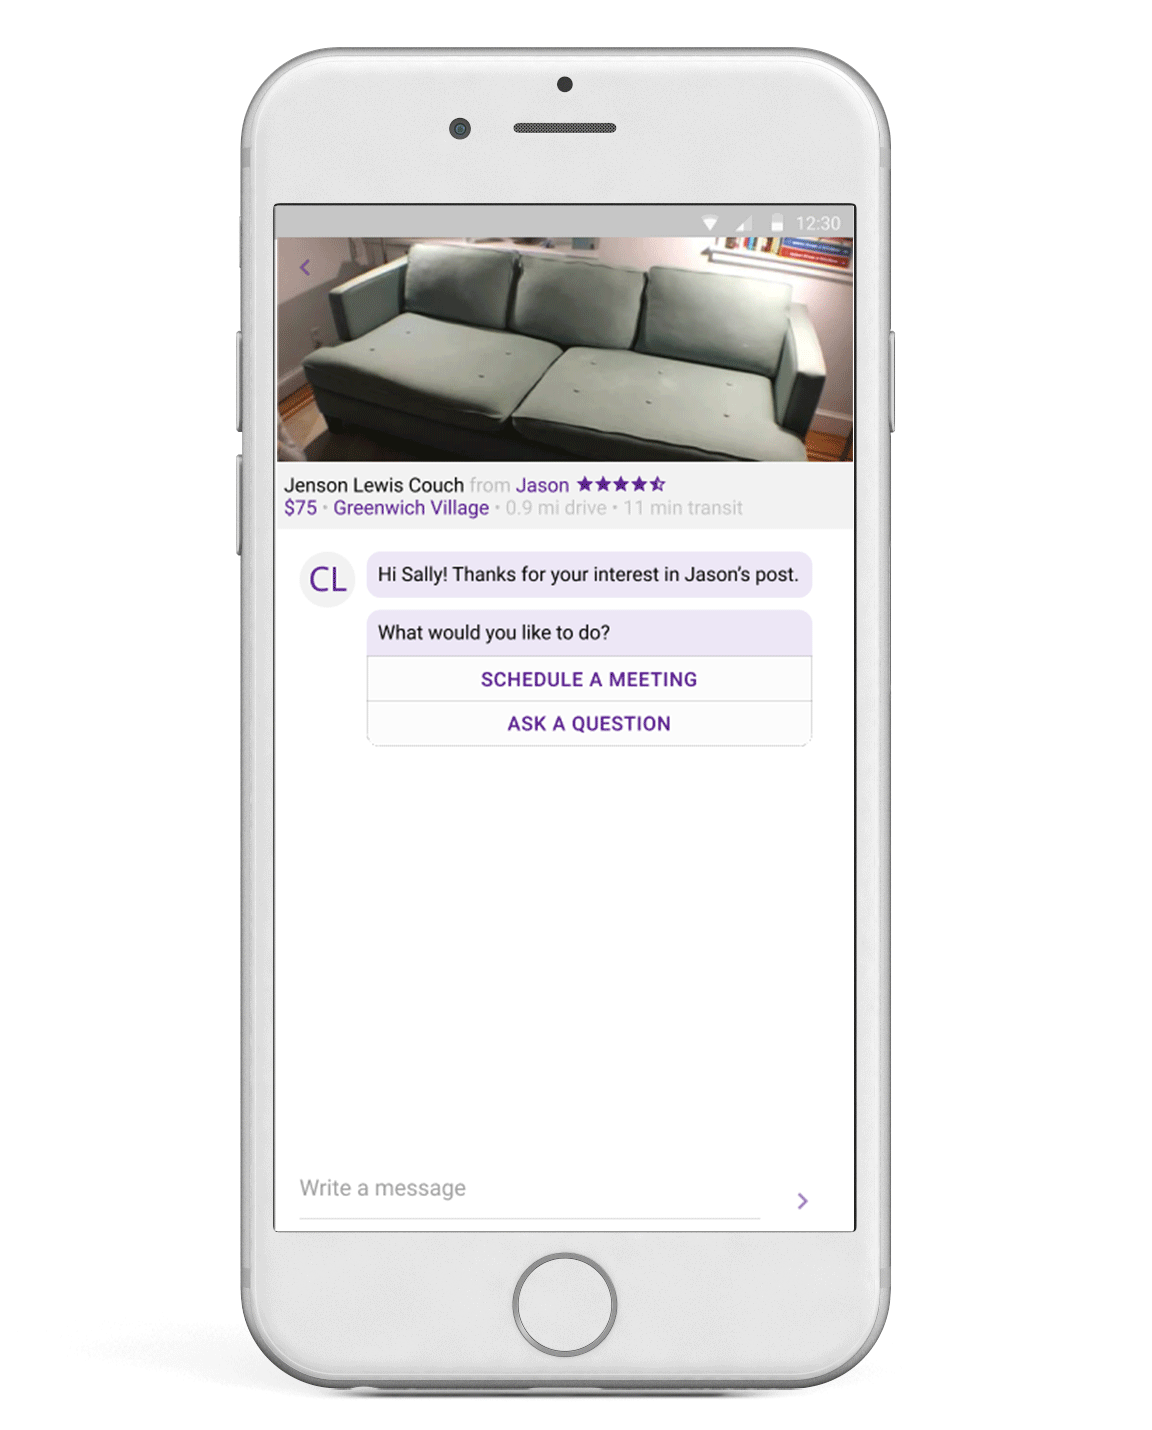 12:30
Jenson Lewis Couch from Jason
$75 • Greenwich Village • 0.9 mi drive • 11 min transit
CL
Hi Sally! Thanks for your interest in Jason's post.
What would you like to do?
SCHEDULE A MEETING
ASK A QUESTION
Write a message